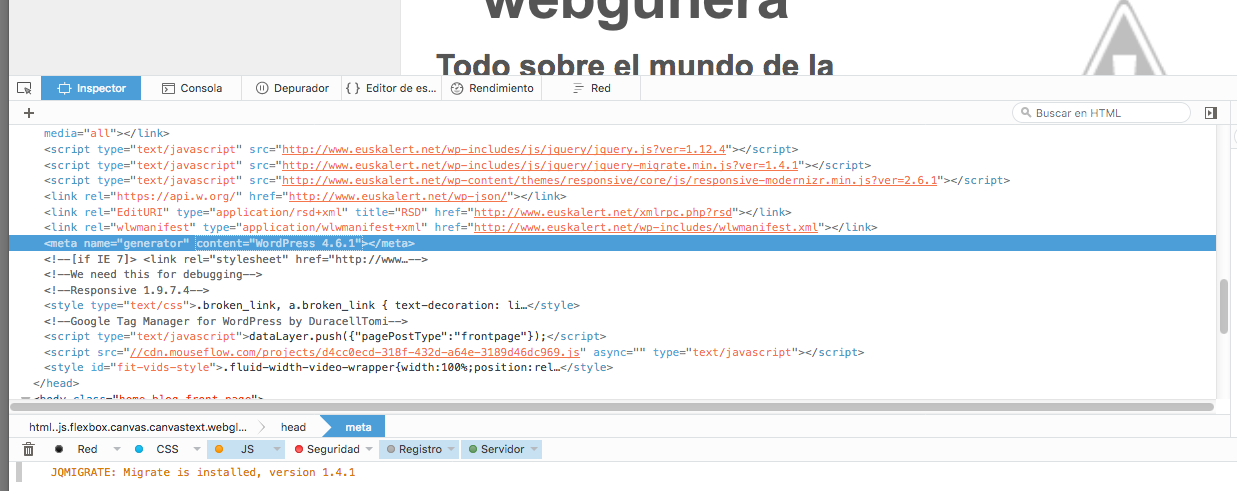 webgunera
Todo sobre el mundo de la
Inspector Consola Depurador { } Editor de es... Rendimiento Red
+ Buscar en HTML
media="all"></link>
<script type="text/javascript" src="http://www.euskalert.net/wp-includes/js/jquery/jquery.js?ver=1.12.4"></script>
<script type="text/javascript" src="http://www.euskalert.net/wp-includes/js/jquery/jquery-migrate.min.js?ver=1.4.1"></script>
<script type="text/javascript" src="http://www.euskalert.net/wp-content/themes/responsive/core/js/responsive-modernizr.min.js?ver=2.6.1"></script>
<link rel="https://api.w.org/" href="http://www.euskalert.net/wp-json/"></link>
<link rel="EditURI" type="application/rsd+xml" title="RSD" href="http://www.euskalert.net/xmlrpc.php?rsd"></link>
<link rel="wlwmanifest" type="application/wlwmanifest+xml" href="http://www.euskalert.net/wp-includes/wlwmanifest.xml"></link>
<meta name="generator" content="WordPress 4.6.1"></meta>
<!--[if IE 7]> <link rel="stylesheet" href="http://www…-->
<!--We need this for debugging-->
<!--Responsive 1.9.7.4-->
<style type="text/css">.broken_link, a.broken_link { text-decoration: li…</style>
<!--Google Tag Manager for WordPress by DuracellTomi-->
<script type="text/javascript">dataLayer.push({"pagePostType":"frontpage"});</script>
<script src="//cdn.mouseflow.com/projects/d4cc0ecd-318f-432d-a64e-3189d46dc969.js" async="" type="text/javascript"></script>
<style id="fit-vids-style">.fluid-width-video-wrapper{width:100%;position:rel…</style>
</head>
<body class="home blog front-page">
html..js.flexbox.canvas.canvastext.webgl... head meta
Red CSS JS Seguridad Registro Servidor
JQMIGRATE: Migrate is installed, version 1.4.1